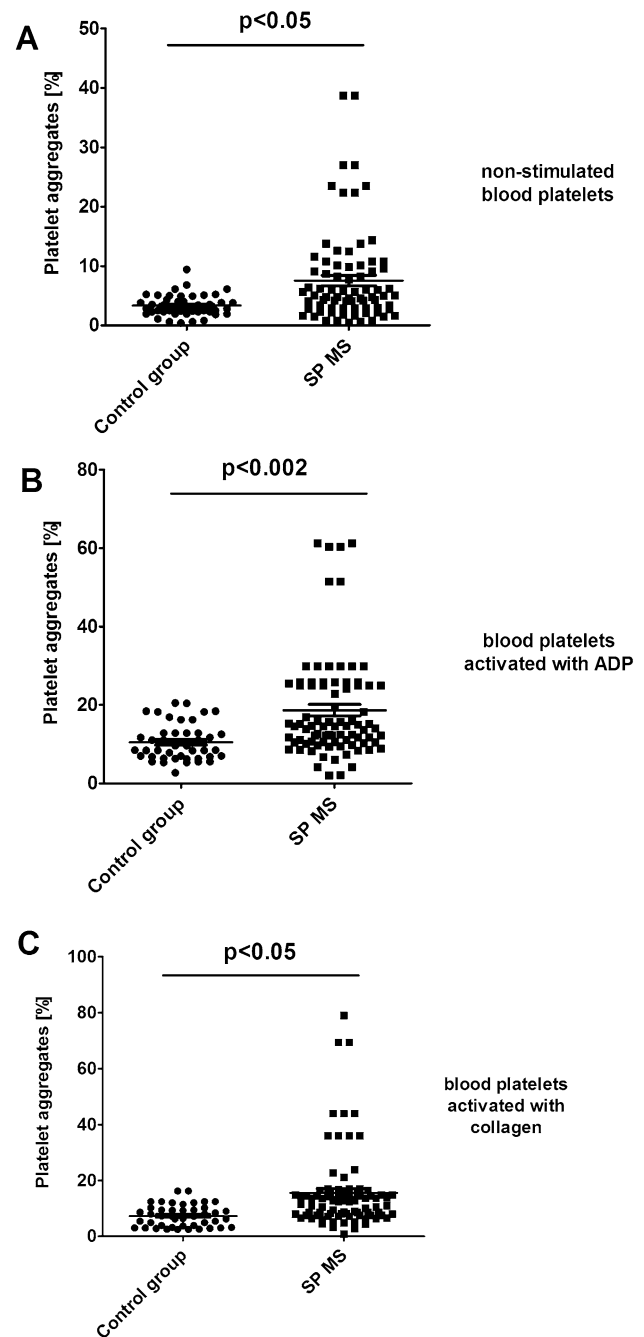 A
p<0.05
Platelet aggregates [%]
50
40
30
20
10
0
Control group
SP MS
non-stimulated
blood platelets
B
p<0.002
Platelet aggregates [%]
80
60
40
20
0
Control group
SP MS
blood platelets
activated with ADP
C
p<0.05
Platelet aggregates [%]
100
80
60
40
20
0
Control group
SP MS
blood platelets
activated with
collagen